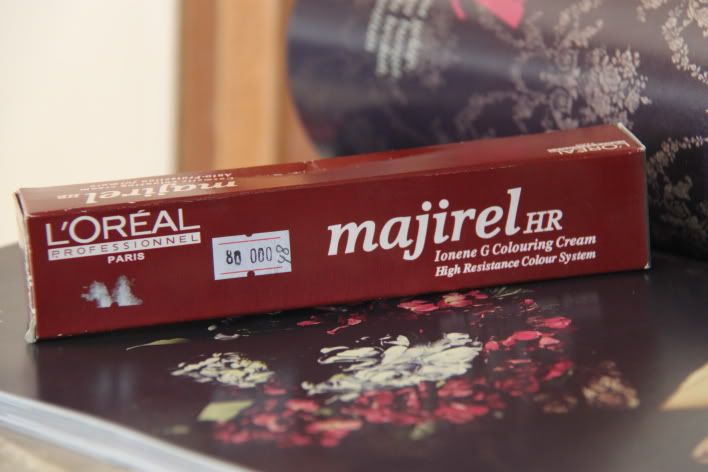 majirel HR
L'ORÉAL
L'ORÉAL
PROFESSIONNEL
PARIS
80 000
majirel HR
Ionene G Colouring Cream
High Resistance Colour System